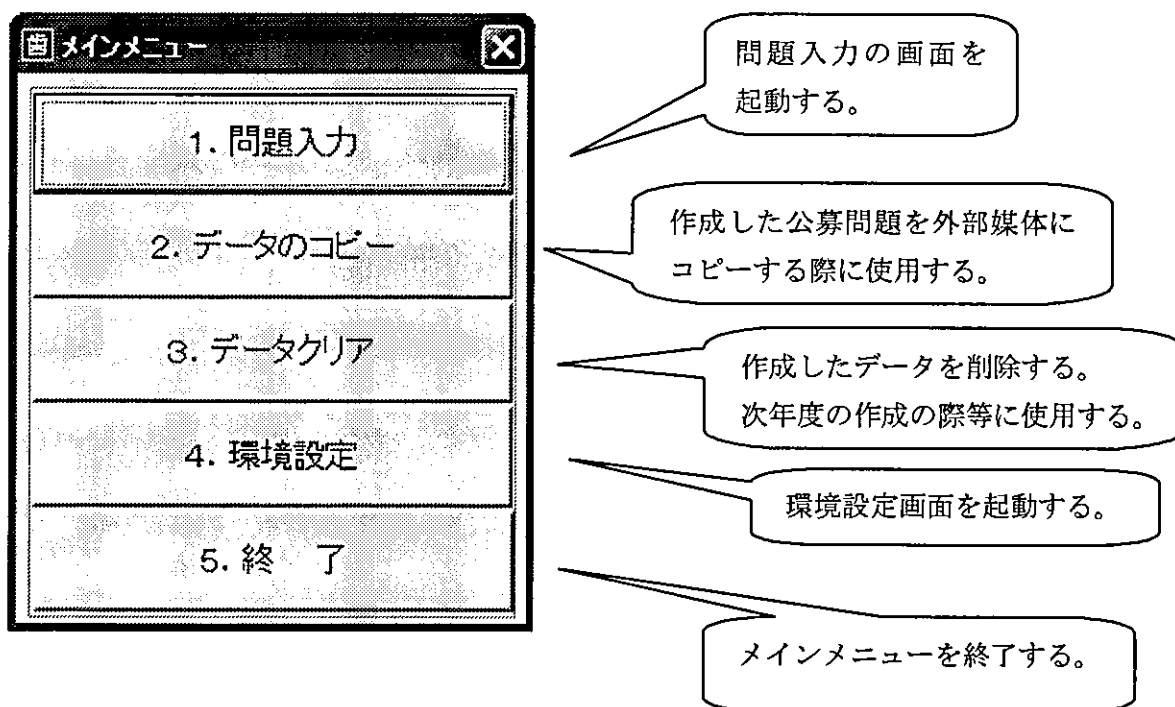 歯 メインメニュー
1. 問題入力
2. データのコピー
3. データクリア
4. 環境設定
5. 終　了
問題入力の画面を
起動する。
作成した公募問題を外部媒体に
コピーする際に使用する。
作成したデータを削除する。
次年度の作成の際等に使用する。
環境設定画面を起動する。
メインメニューを終了する。